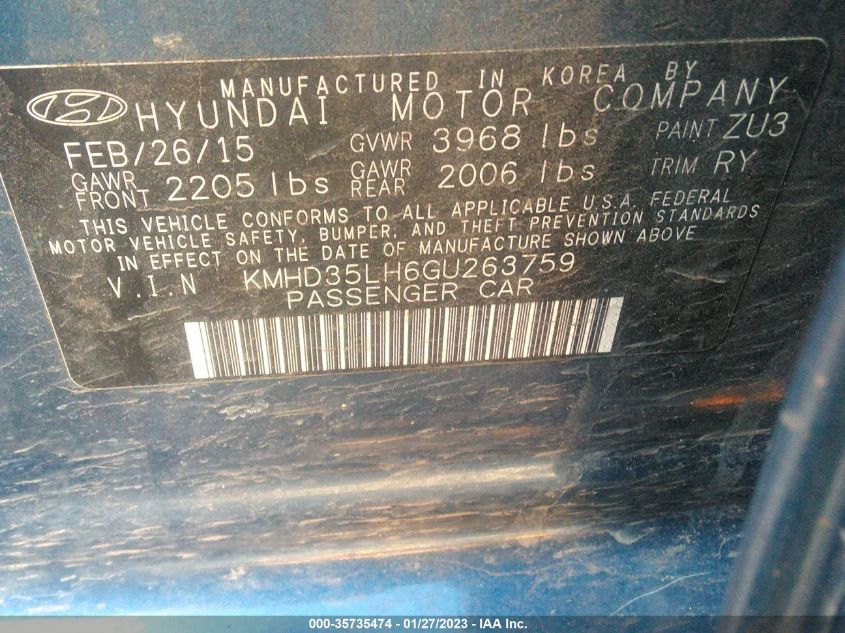 MANUFACTURED IN KOREA BY
HYUNDAI MOTOR COMPANY
FEB/26/15 GVWR 3968 lbs PAINT ZU3
GAWR FRONT 2205 lbs GAWR REAR 2006 lbs TRIM RY
THIS VEHICLE CONFORMS TO ALL APPLICABLE U.S.A. FEDERAL
MOTOR VEHICLE SAFETY, BUMPER, AND THEFT PREVENTION STANDARDS
IN EFFECT ON THE DATE OF MANUFACTURE SHOWN ABOVE
V.I.N KMHD35LH6GU263759
PASSENGER CAR
000-35735474 — 01/27/2023 - IAA Inc.